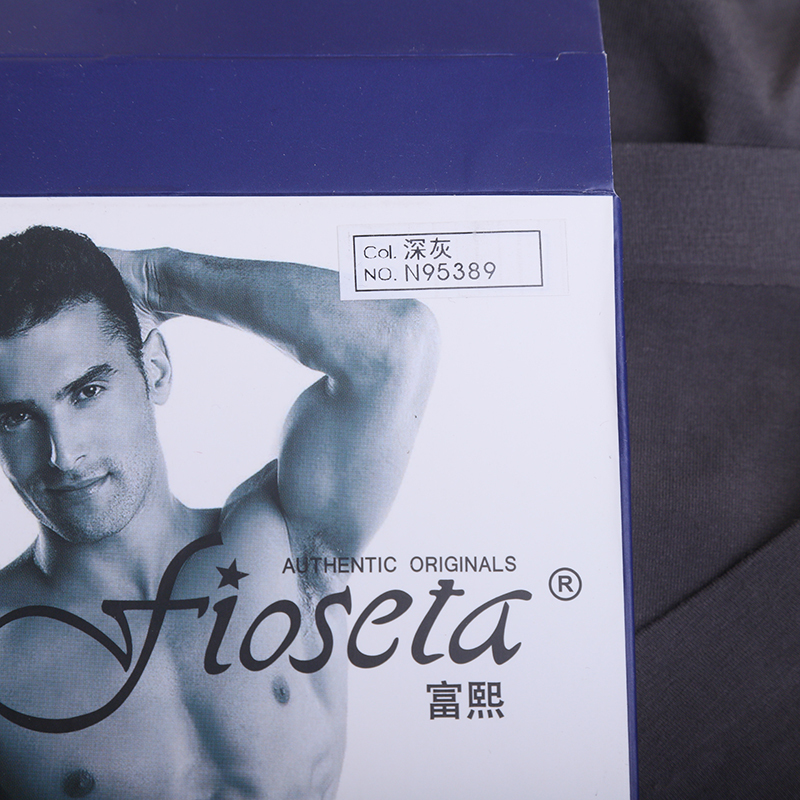 Col. 深灰
NO. N95389
AUTHENTIC ORIGINALS
fioseta®
富熙